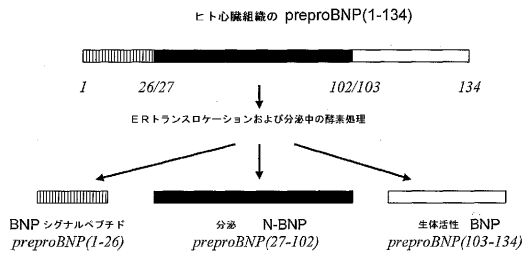 ヒト心臓組織の preproBNP(1-134)
1 26/27 102/103 134
ERトランスロケーションおよび分泌中の酵素処理
BNP シグナルペプチド 分泌 N-BNP 生体活性 BNP
preproBNP(1-26) preproBNP(27-102) preproBNP(103-134)